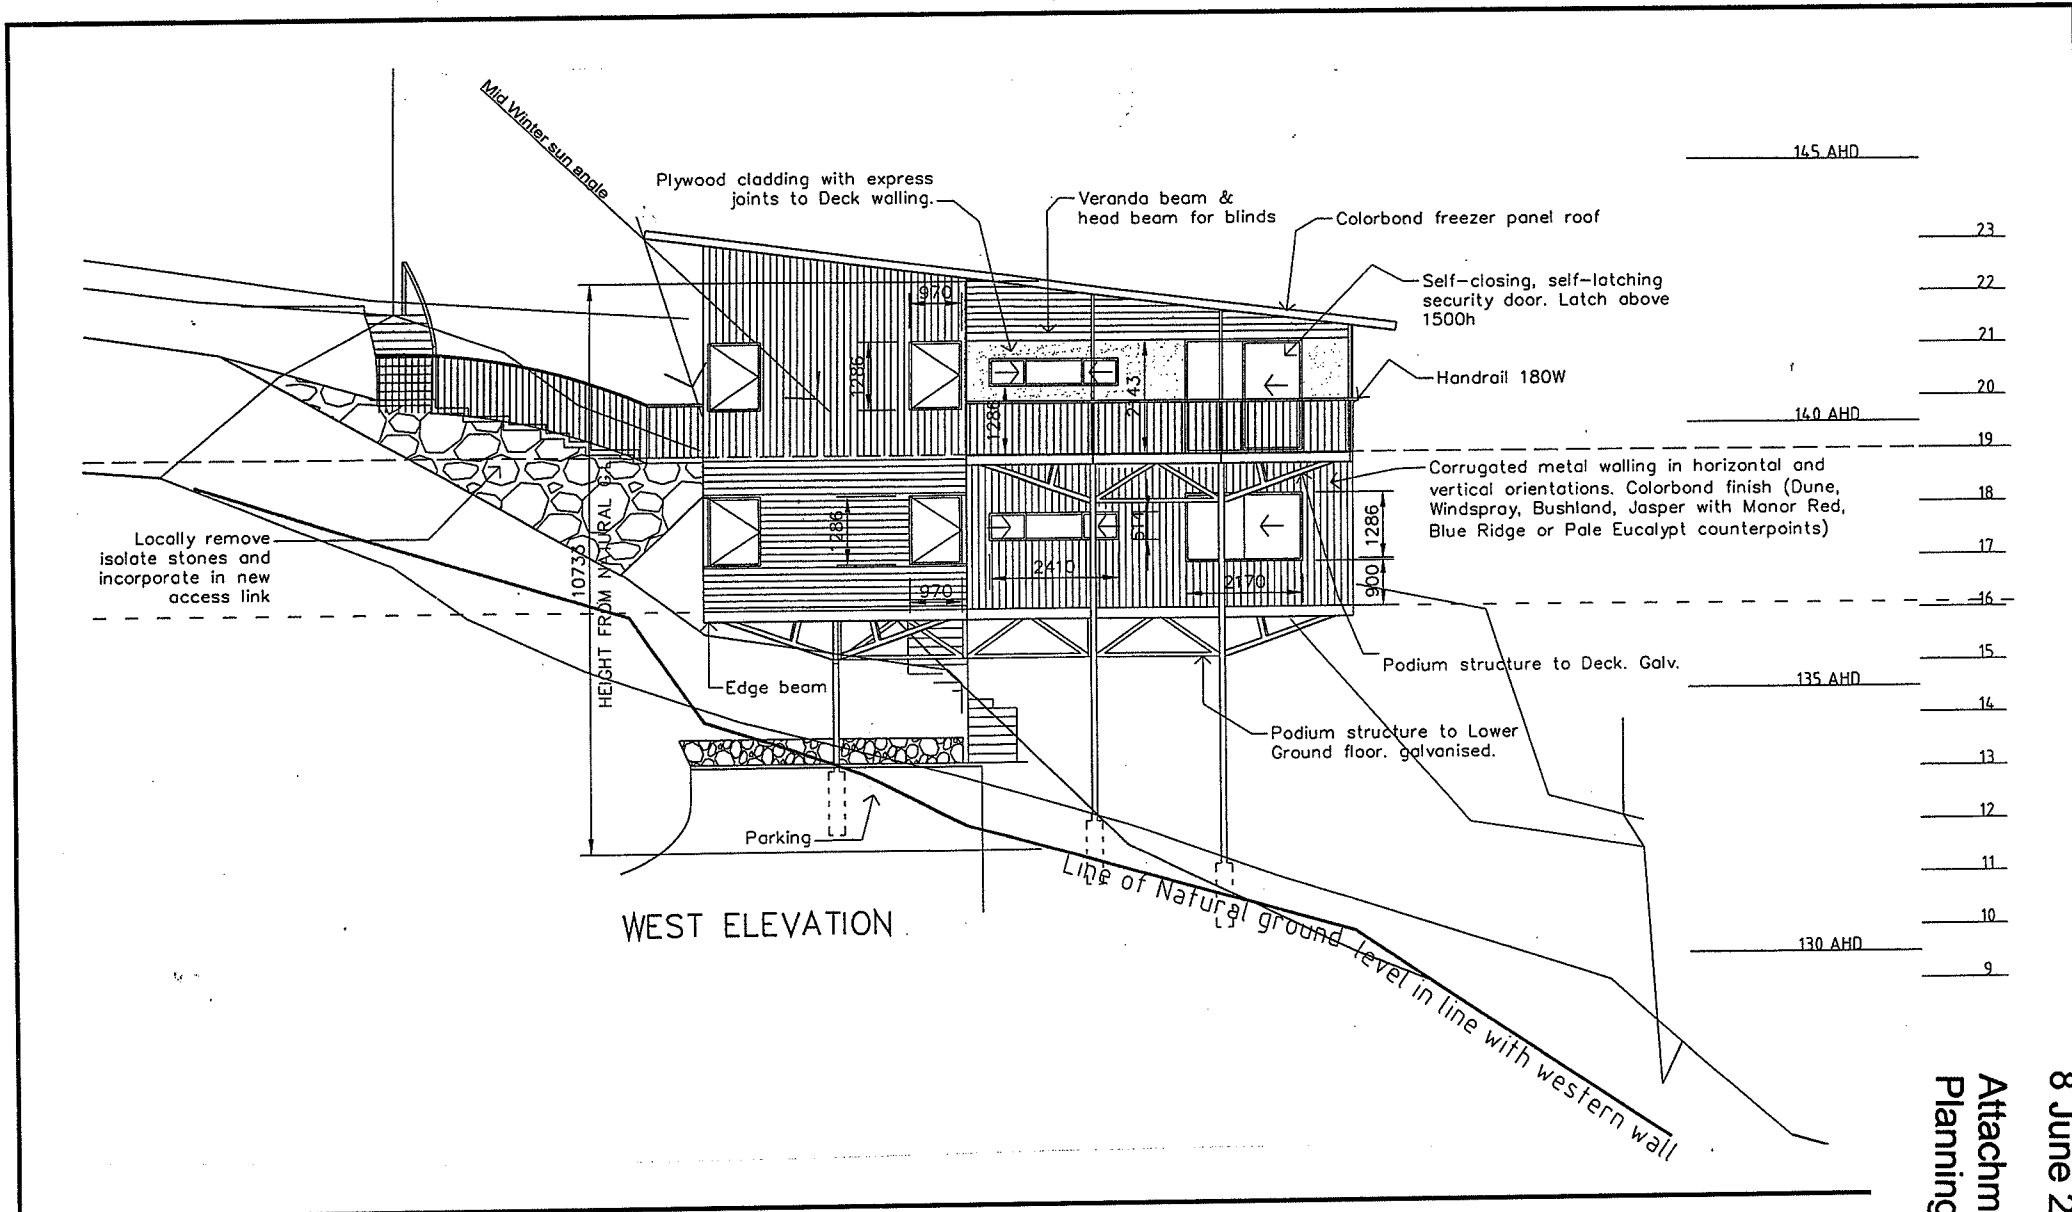 Mid Winter sun angle
Plywood cladding with express
joints to Deck walling.
Veranda beam &
head beam for blinds
Colorbond freezer panel roof
Self-closing, self-latching
security door. Latch above
1500h
Handrail 180W
Corrugated metal walling in horizontal and
vertical orientations. Colorbond finish (Dune,
Windspray, Bushland, Jasper with Manor Red,
Blue Ridge or Pale Eucalypt counterpoints)
Locally remove
isolate stones and
incorporate in new
access link
10733
HEIGHT FROM NATURAL G.
970
1286
1286
2143
1286
970
2410
514
2170
1286
900
Edge beam
Podium structure to Deck. Galv.
Podium structure to Lower
Ground floor. galvanised.
Parking
WEST ELEVATION
Line of Natural ground level in line with western wall
145 AHD
23
22
21
20
140 AHD
19
18
17
16
15
135 AHD
14
13
12
11
10
130 AHD
9
8 June 2
Attachm
Planning